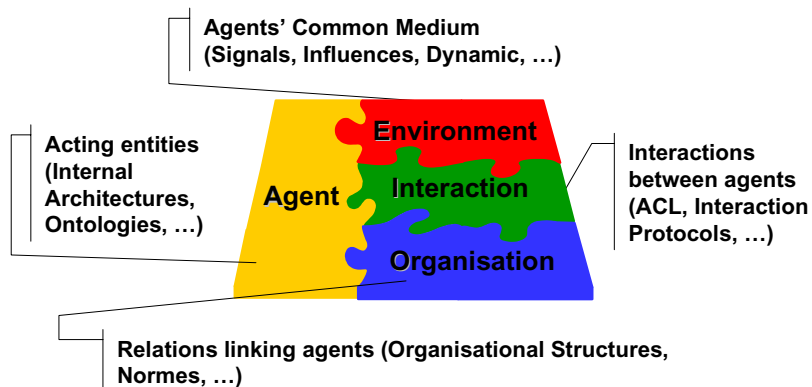 Agents' Common Medium
(Signals, Influences, Dynamic, …)
Acting entities
(Internal
Architectures,
Ontologies, …)
Agent
Environment
Interaction
Organisation
Interactions
between agents
(ACL, Interaction
Protocols, …)
Relations linking agents (Organisational Structures,
Normes, …)